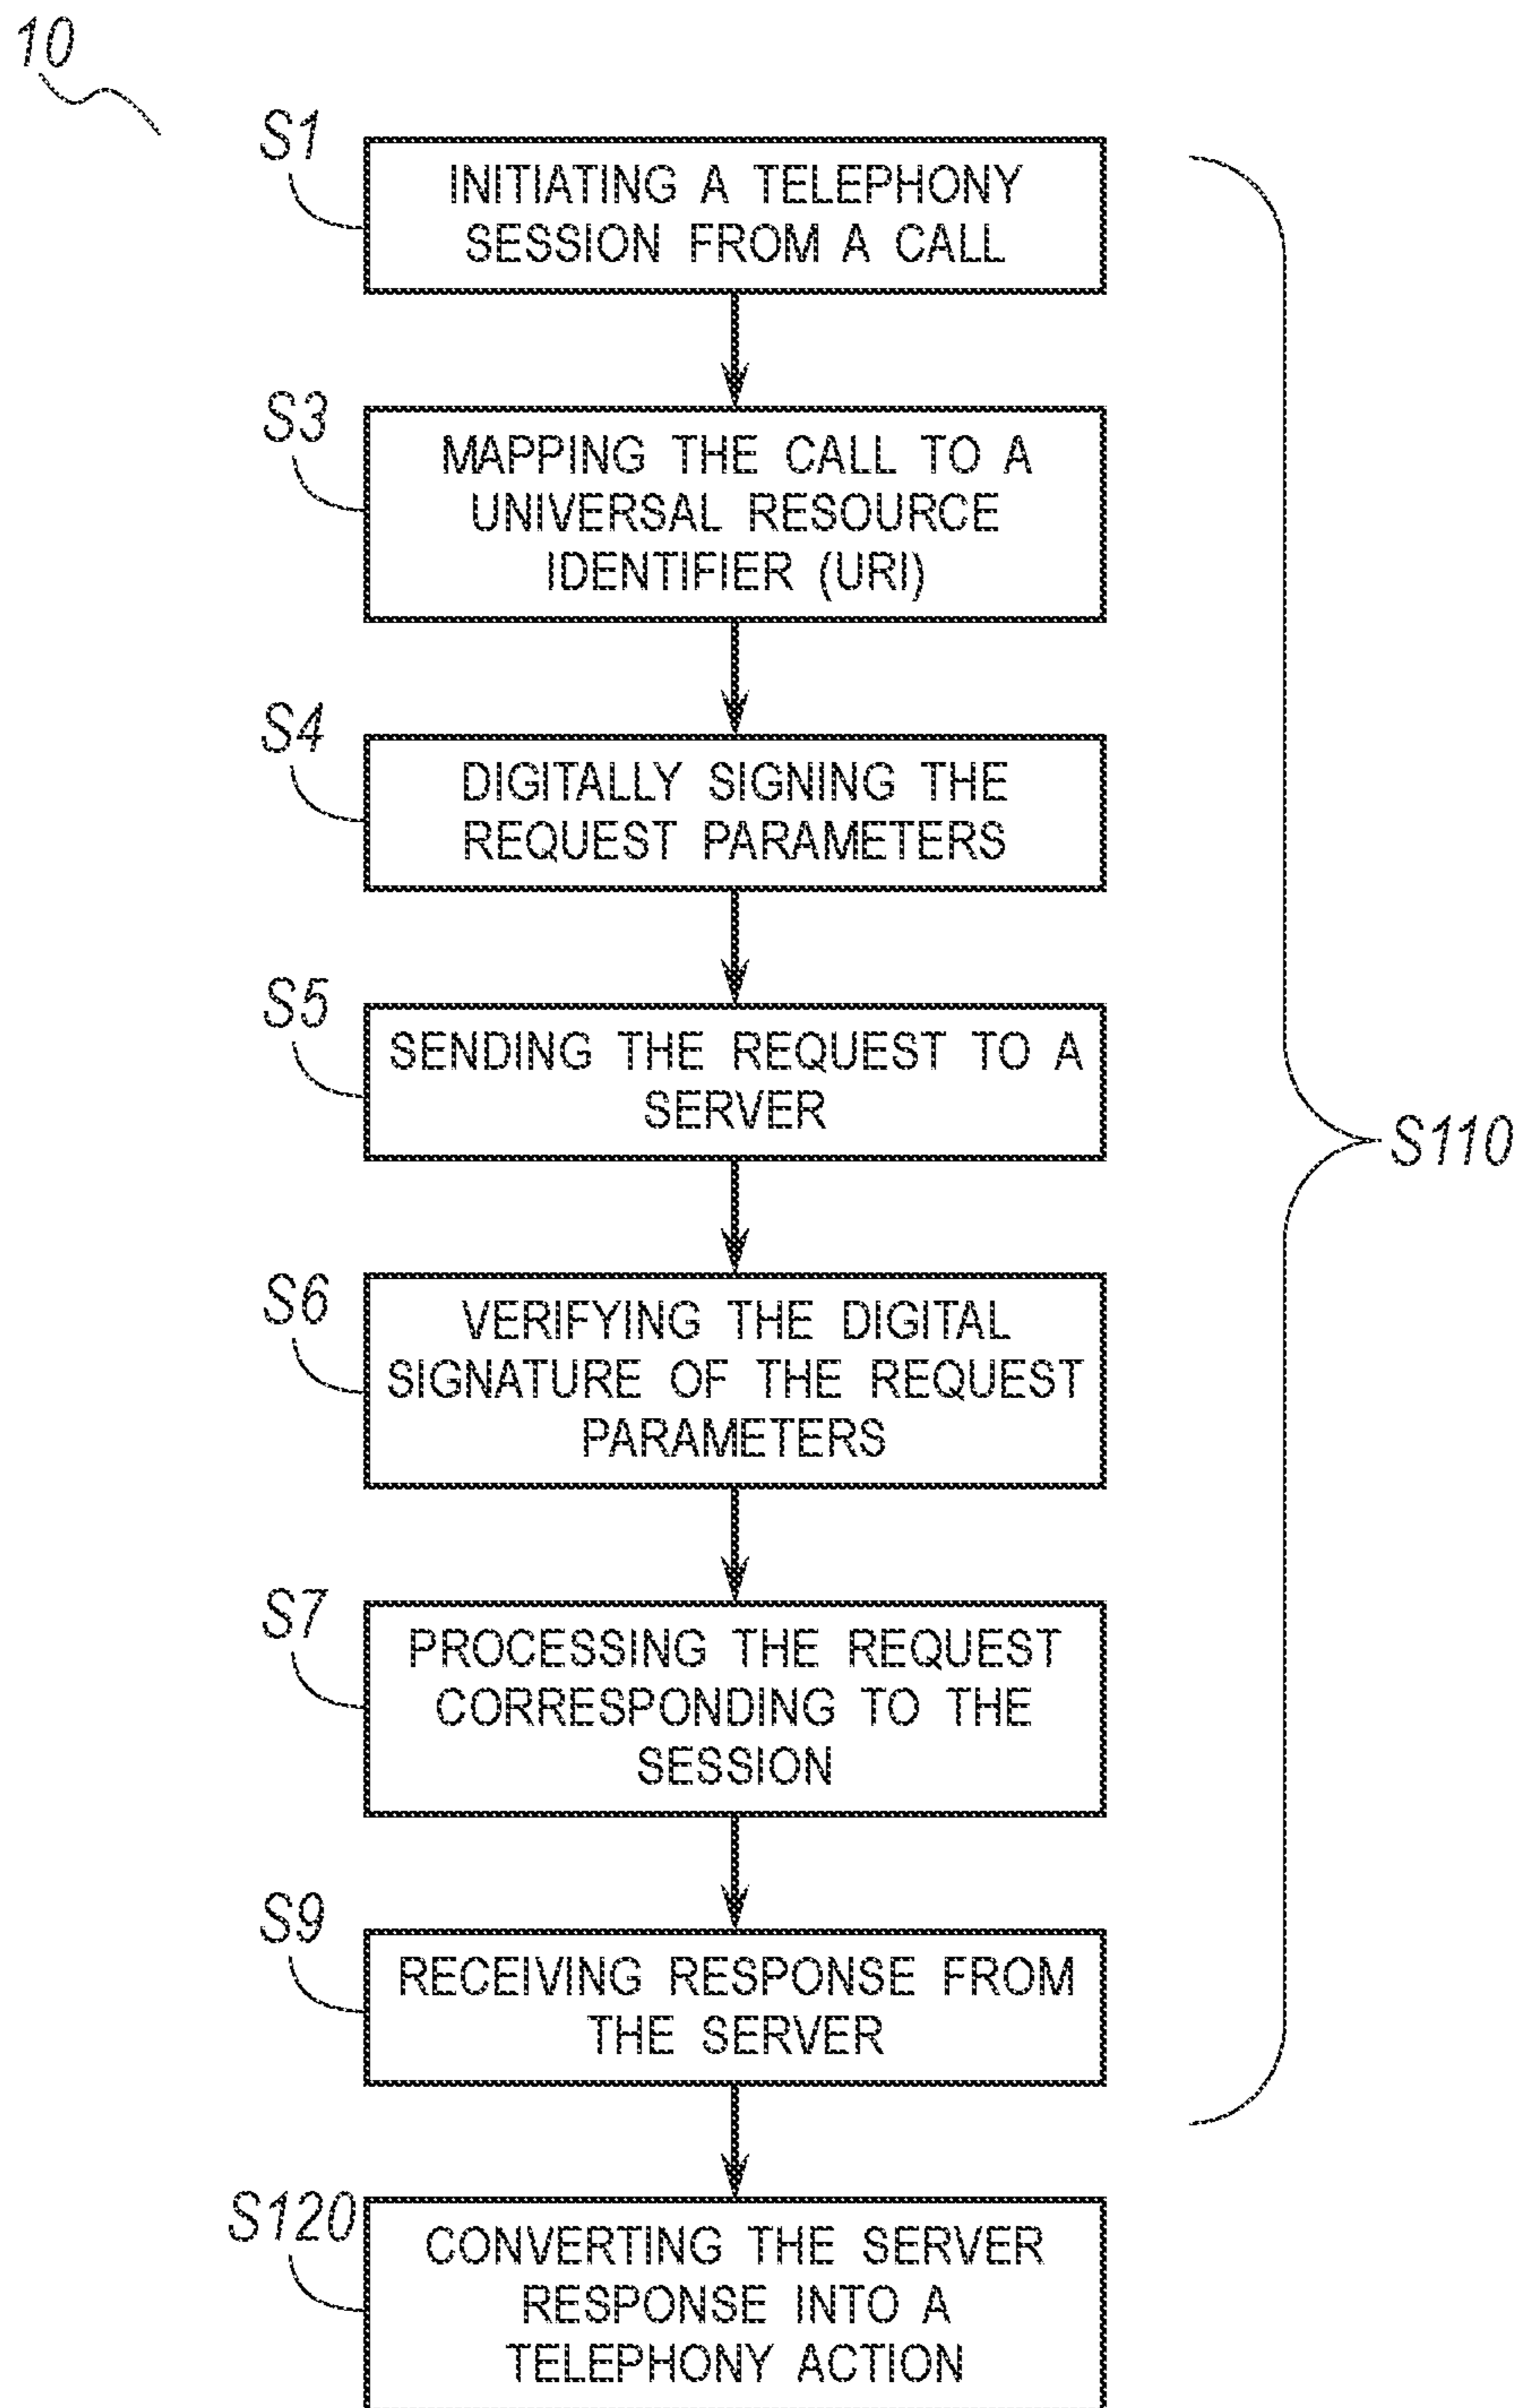 10
S1
INITIATING A TELEPHONY
SESSION FROM A CALL
S3
MAPPING THE CALL TO A
UNIVERSAL RESOURCE
IDENTIFIER (URI)
S4
DIGITALLY SIGNING THE
REQUEST PARAMETERS
S5
SENDING THE REQUEST TO A
SERVER
S110
S6
VERIFYING THE DIGITAL
SIGNATURE OF THE REQUEST
PARAMETERS
S7
PROCESSING THE REQUEST
CORRESPONDING TO THE
SESSION
S9
RECEIVING RESPONSE FROM
THE SERVER
S120
CONVERTING THE SERVER
RESPONSE INTO A
TELEPHONY ACTION